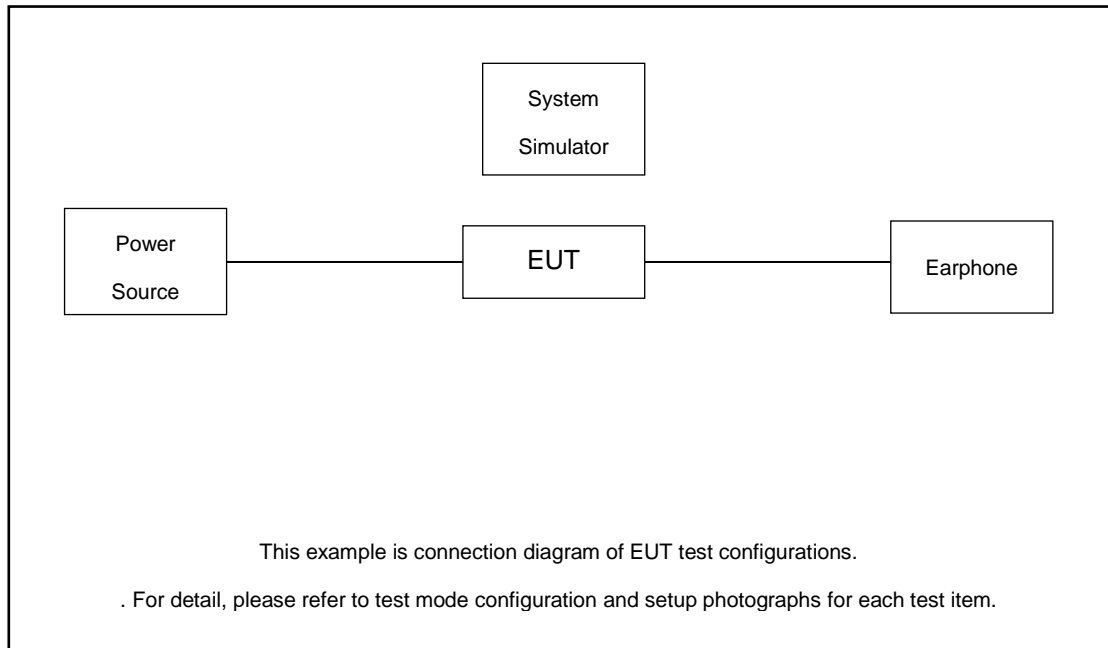 System
Simulator
Power
Source
EUT
Earphone
This example is connection diagram of EUT test configurations.
. For detail, please refer to test mode configuration and setup photographs for each test item.